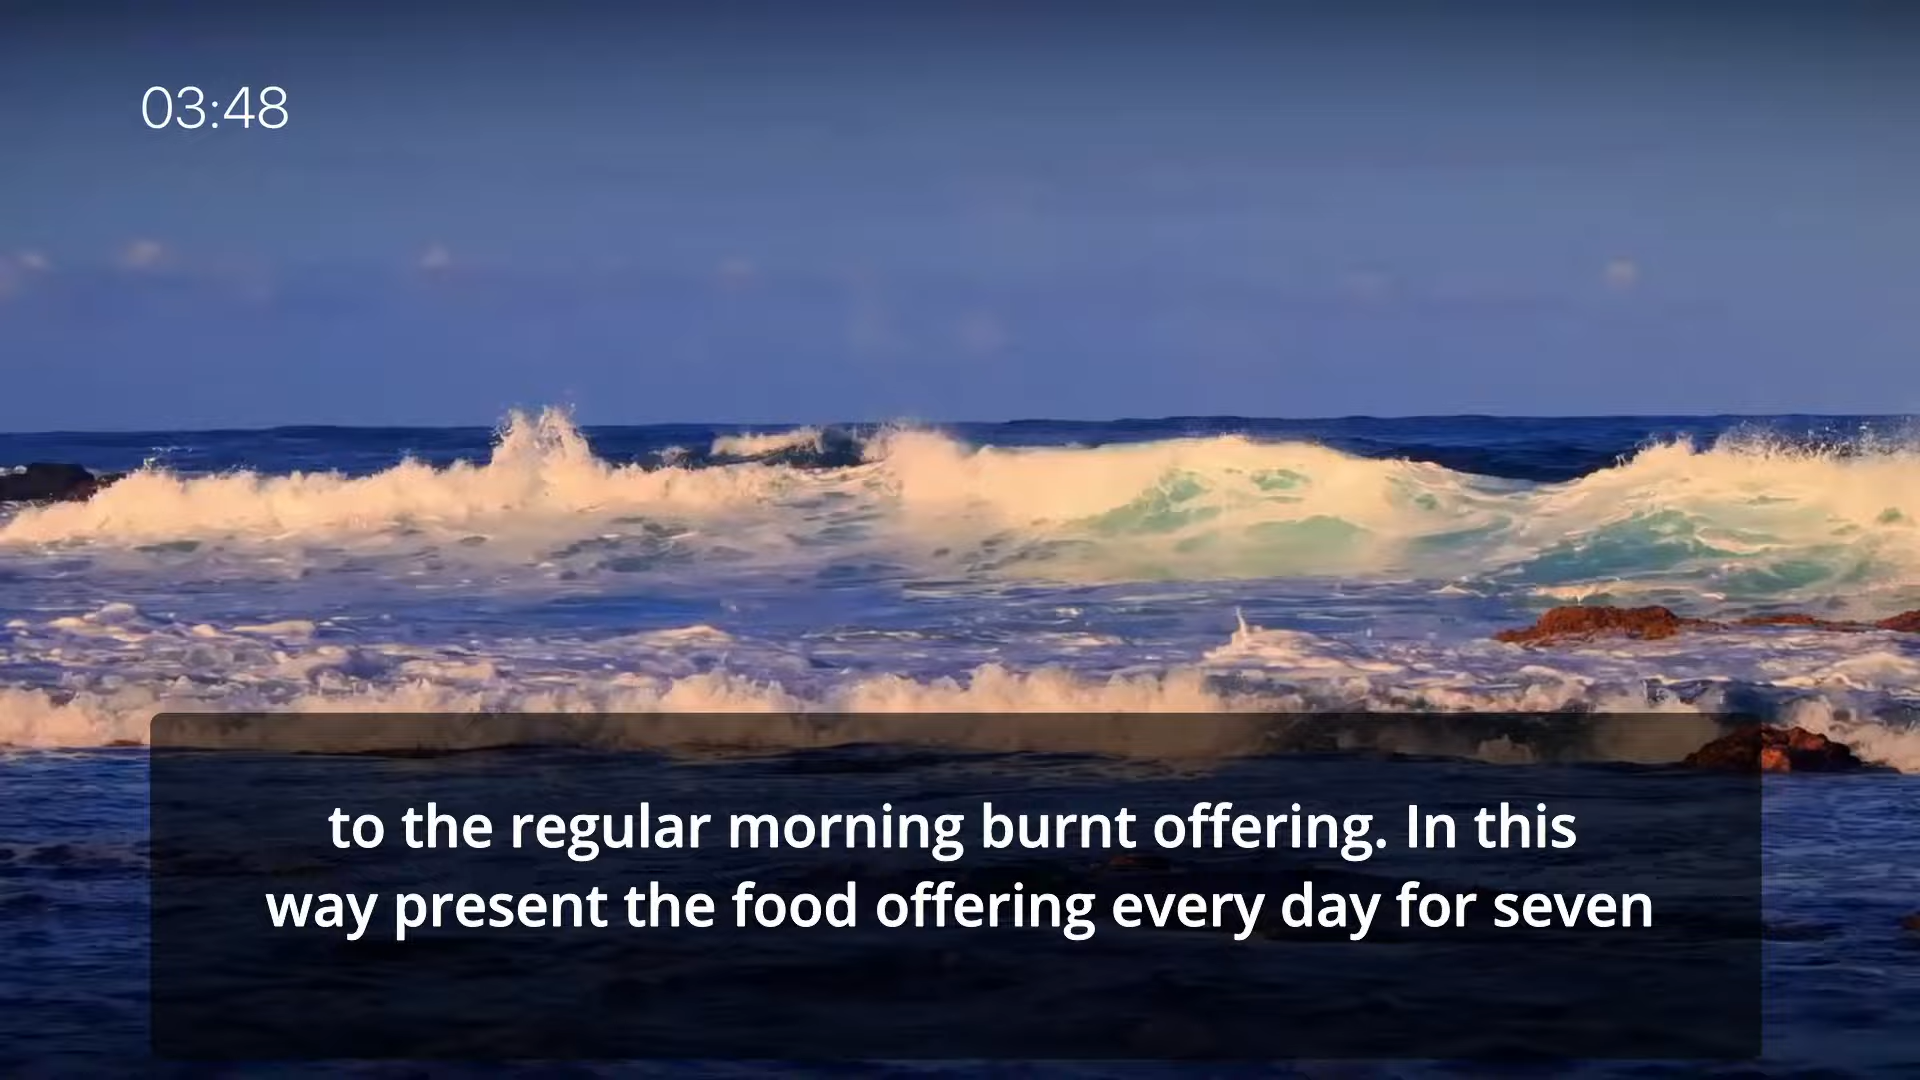 03:48
to the regular morning burnt offering. In this
way present the food offering every day for seven